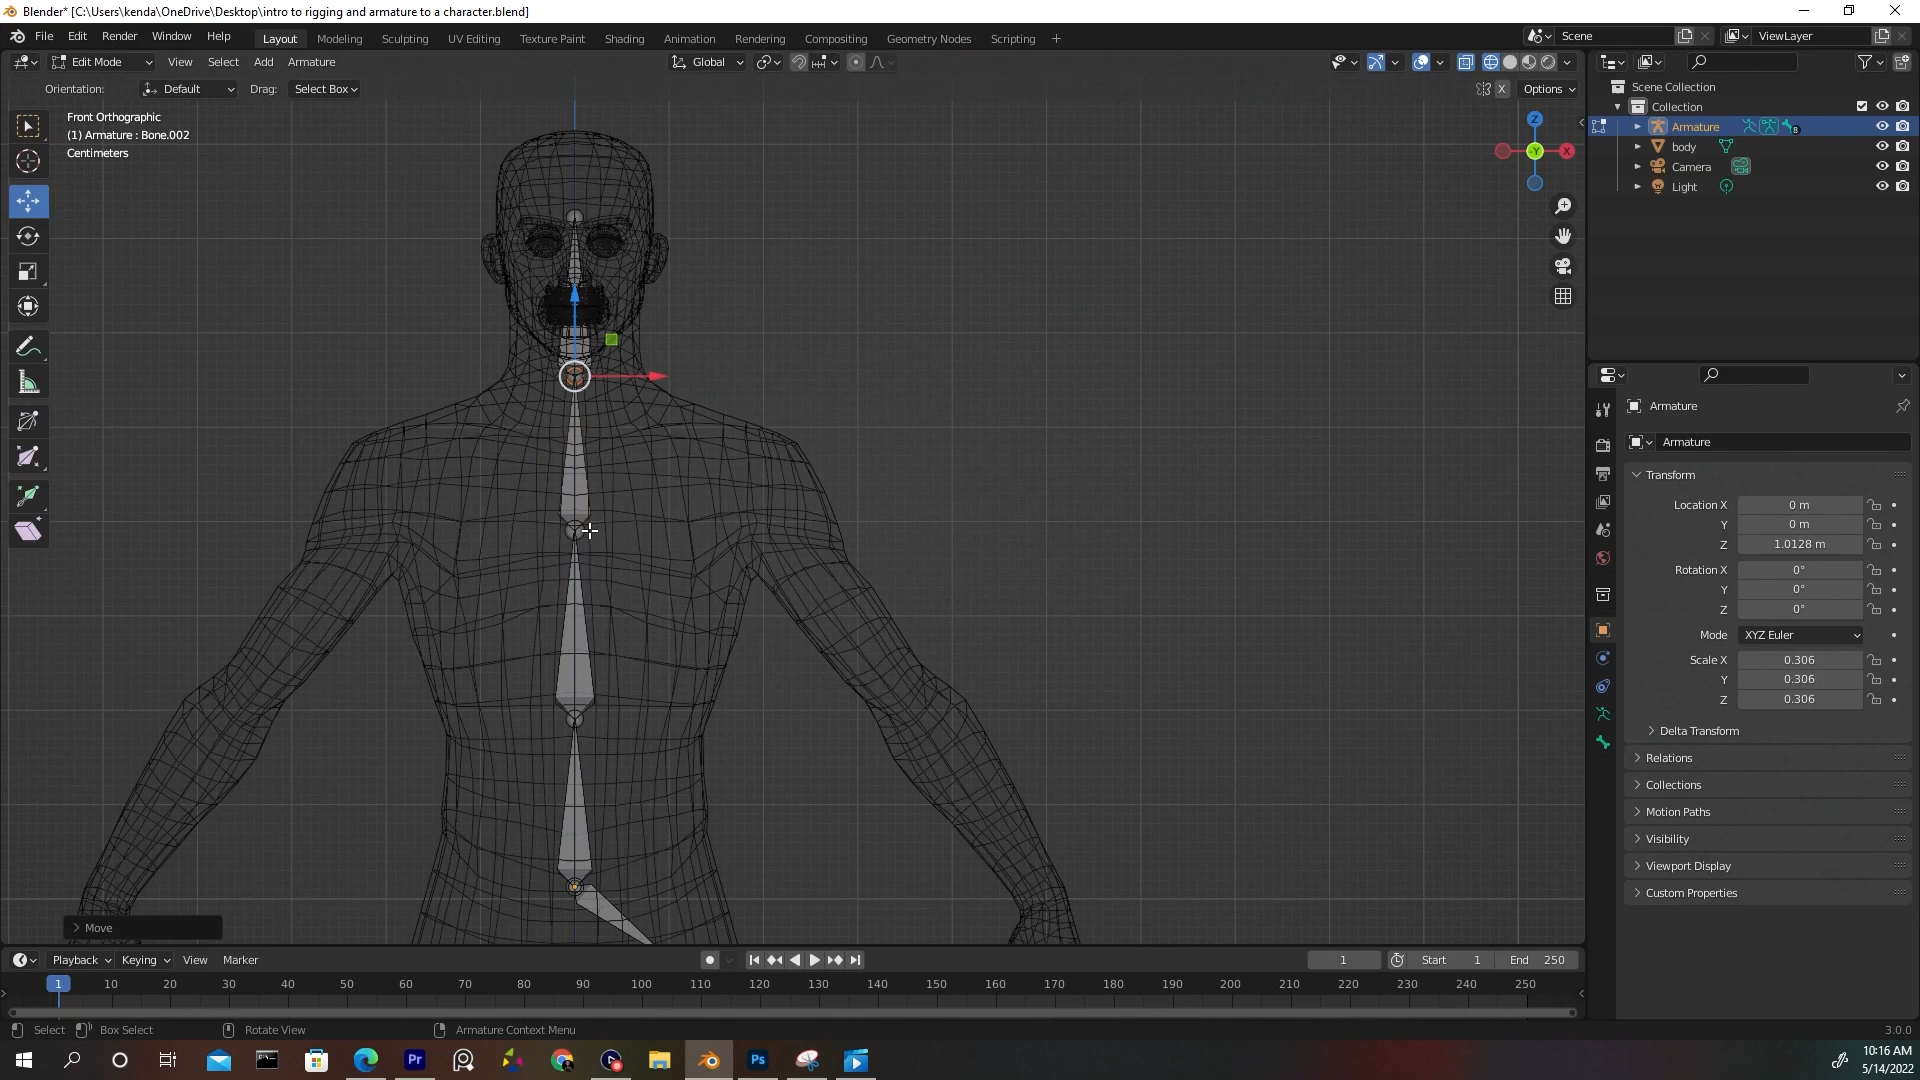 Blender* [C:\Users\kenda\OneDrive\Desktop\intro to rigging and armature to a character.blend]
File Edit Render Window Help Layout Modeling Sculpting UV Editing Texture Paint Shading Animation Rendering Compositing Geometry Nodes Scripting + Scene ViewLayer
Edit Mode View Select Add Armature Global
Orientation: Default Drag: Select Box X Options
Front Orthographic
(1) Armature : Bone.002
Centimeters
Z
-Y X
Scene Collection
Collection
Armature 8
body
Camera
Light
Armature
Armature
Transform
Location X 0 m
Y 0 m
Z 1.0128 m
Rotation X 0°
Y 0°
Z 0°
Mode XYZ Euler
Scale X 0.306
Y 0.306
Z 0.306
Delta Transform
Relations
Collections
Motion Paths
Visibility
Viewport Display
Custom Properties
Move
Playback Keying View Marker 1 Start 1 End 250
1 10 20 30 40 50 60 70 80 90 100 110 120 130 140 150 160 170 180 190 200 210 220 230 240 250
Select Box Select Rotate View Armature Context Menu 3.0.0
Pr Ps
10:16 AM
5/14/2022